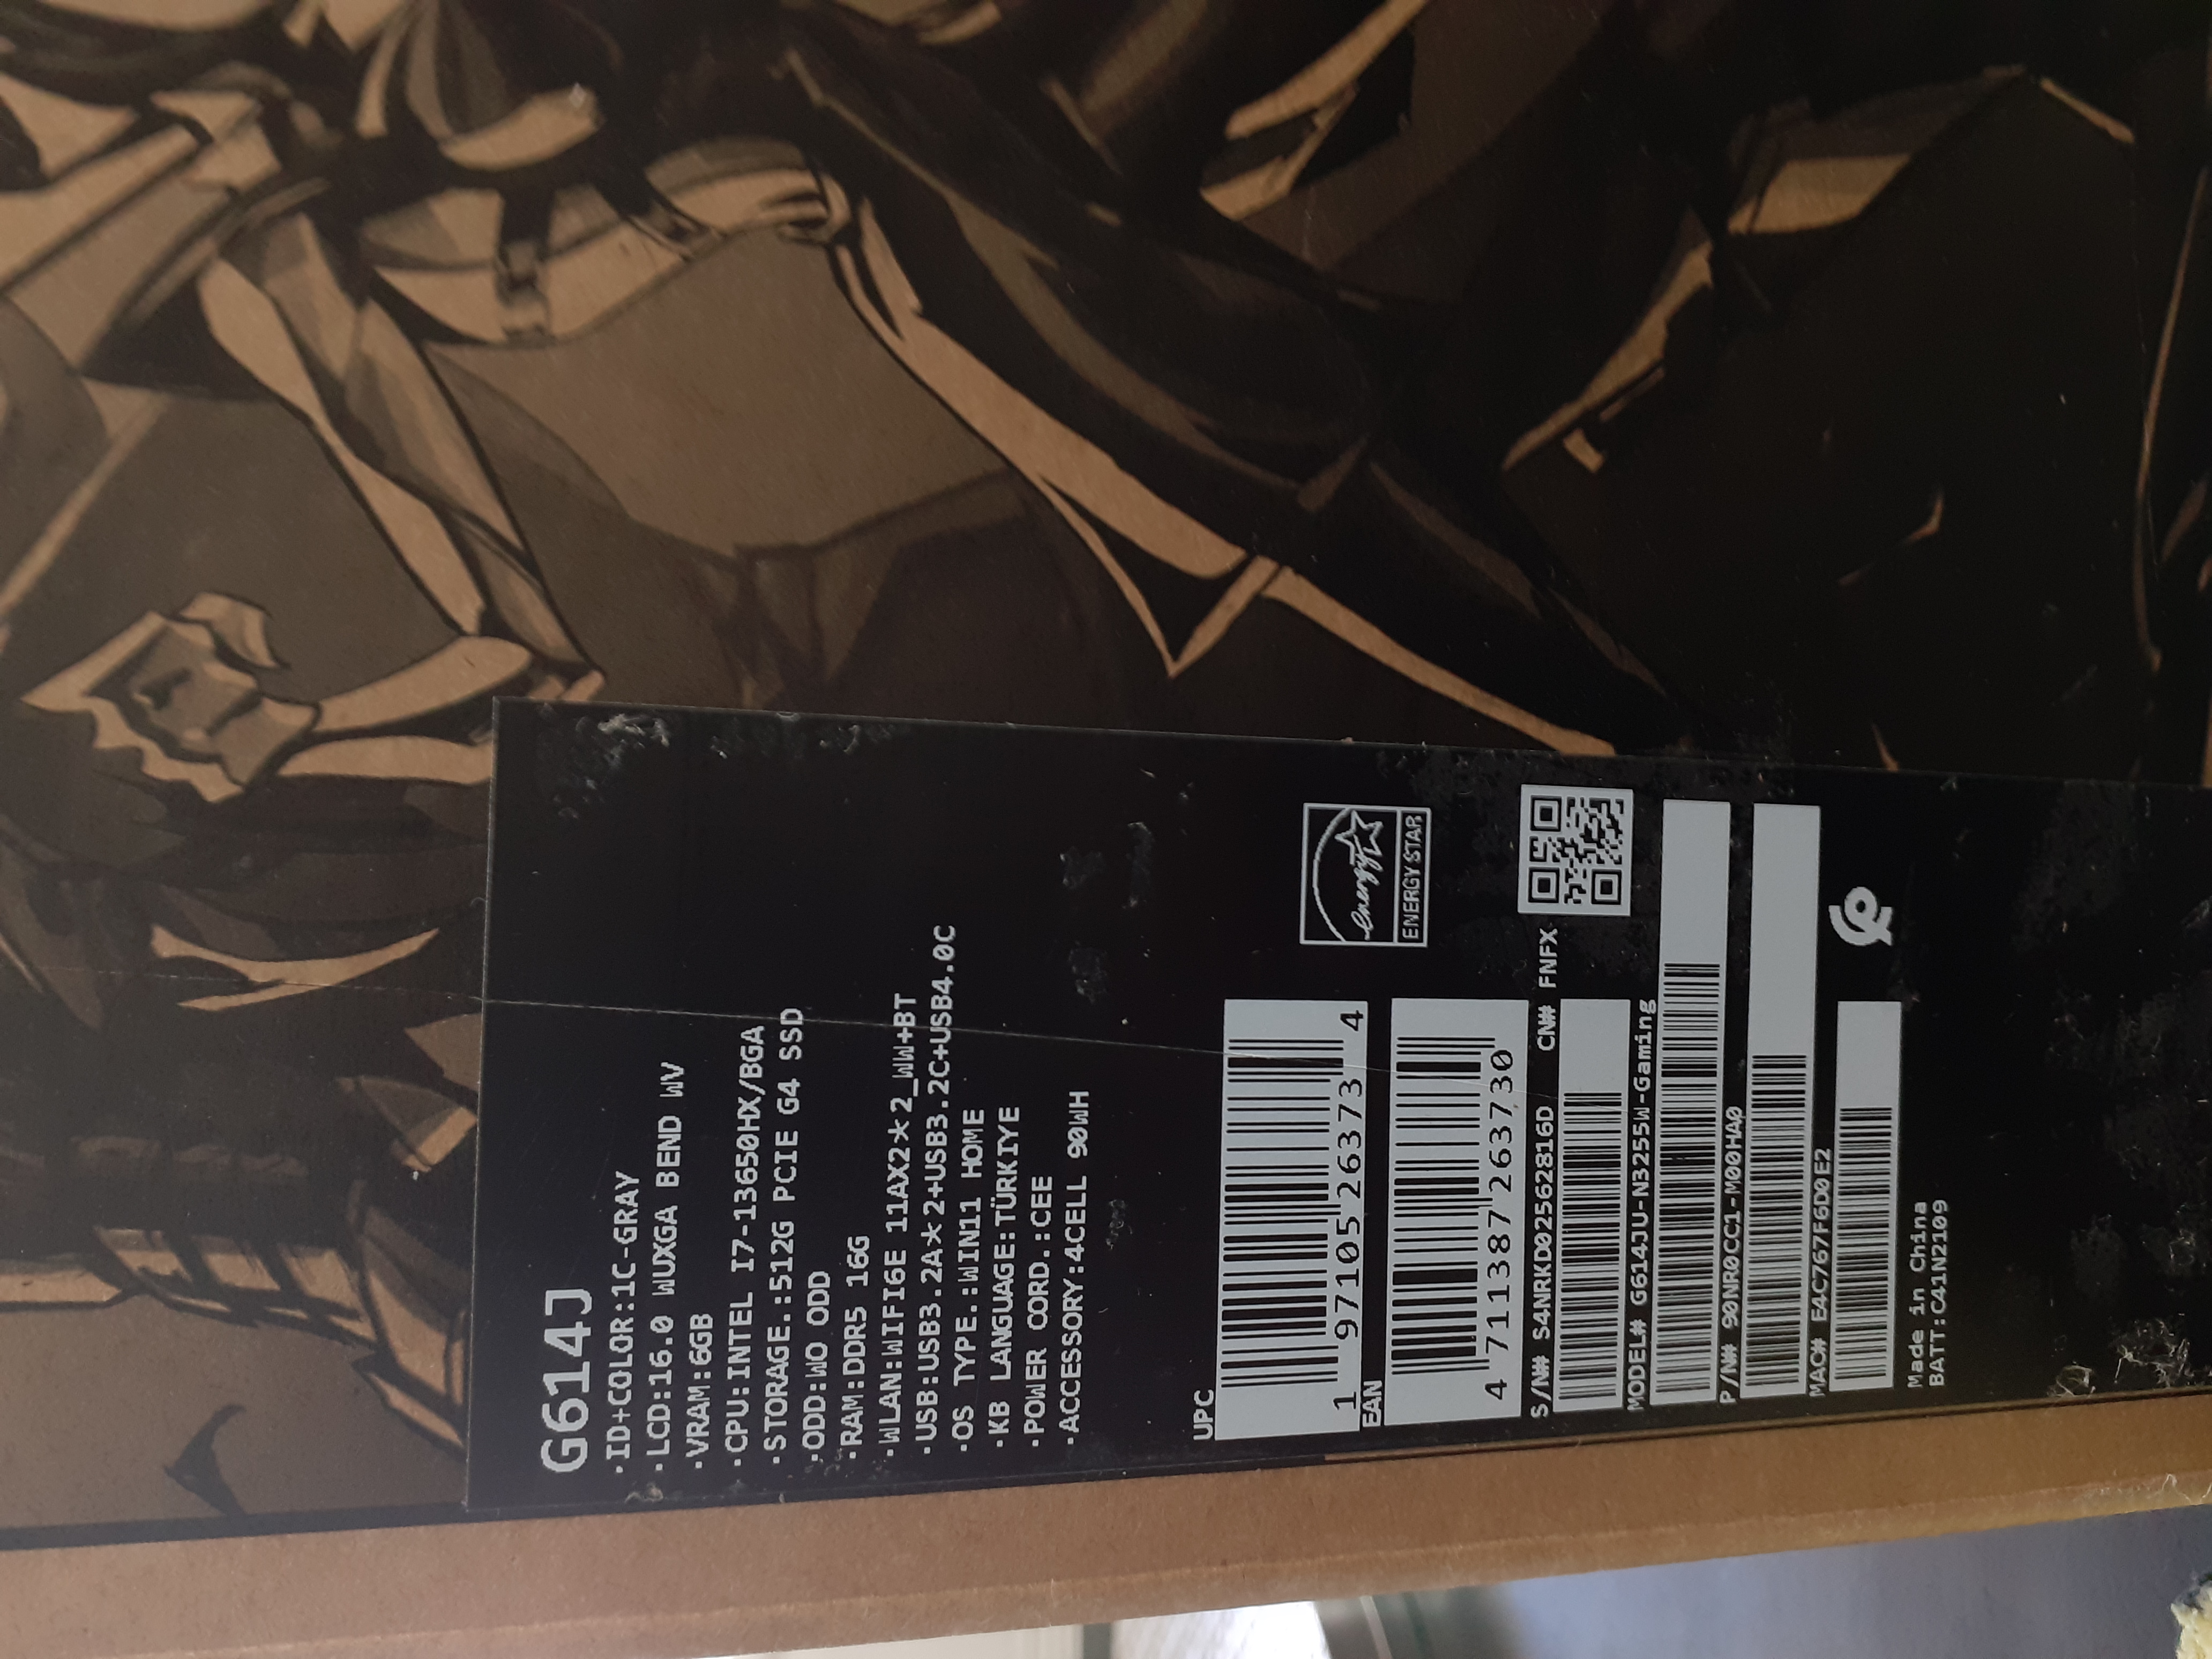 G614J
·ID+COLOR:1C-GRAY
·LCD:16.0 WUXGA BEND WV
·VRAM:6GB
·CPU:INTEL I7-13650HX/BGA
·STORAGE.:512G PCIE G4 SSD
·ODD:WO ODD
·RAM:DDR5 16G
·WLAN:WIFI6E 11AX2*2_WW+BT
·USB:USB3.2A*2+USB3.2C+USB4.0C
·OS TYPE.:WIN11 HOME
·KB LANGUAGE:TÜRKIYE
·POWER CORD.:CEE
·ACCESSORY:4CELL 90WH
UPC
1 97105 26373 4
EAN
4 711387 263730
energy
ENERGY STAR
S/N# S4NRKD02562816D CN# FNFX
MODEL# G614JU-N3255W-Gaming
P/N# 90NR0CC1-M00HA0
MAC# E4C767F6D0E2
Made in China
BATT:C41N2109